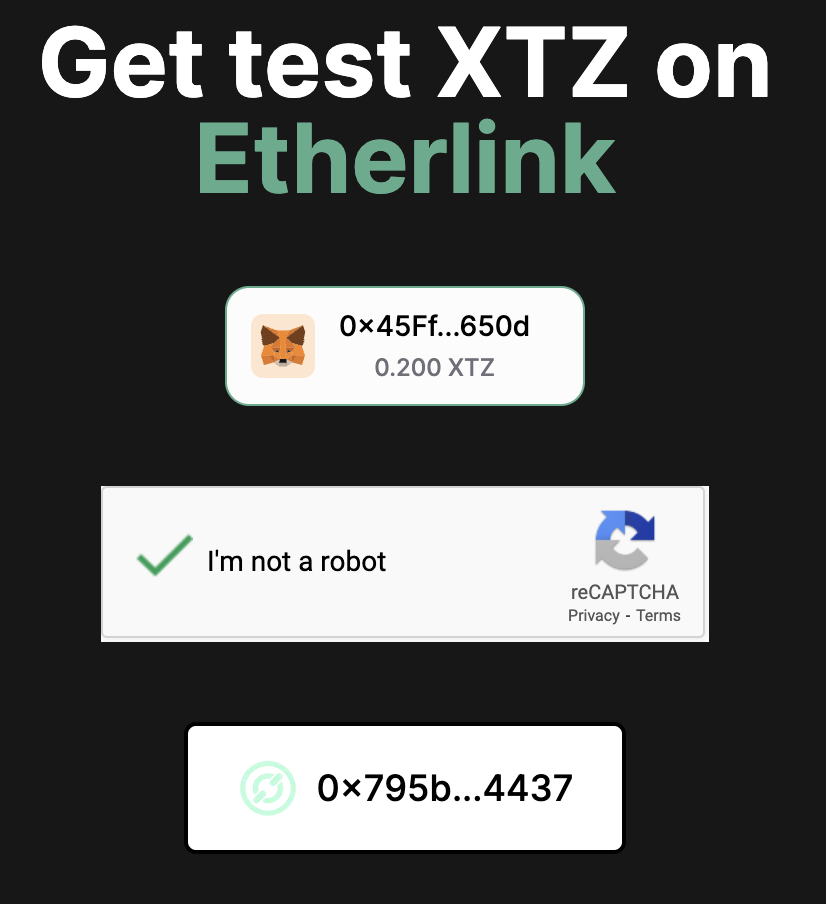 Get test XTZ on
Etherlink
0×45Ff...650d
0.200 XTZ
I'm not a robot
reCAPTCHA
Privacy - Terms
0×795b...4437